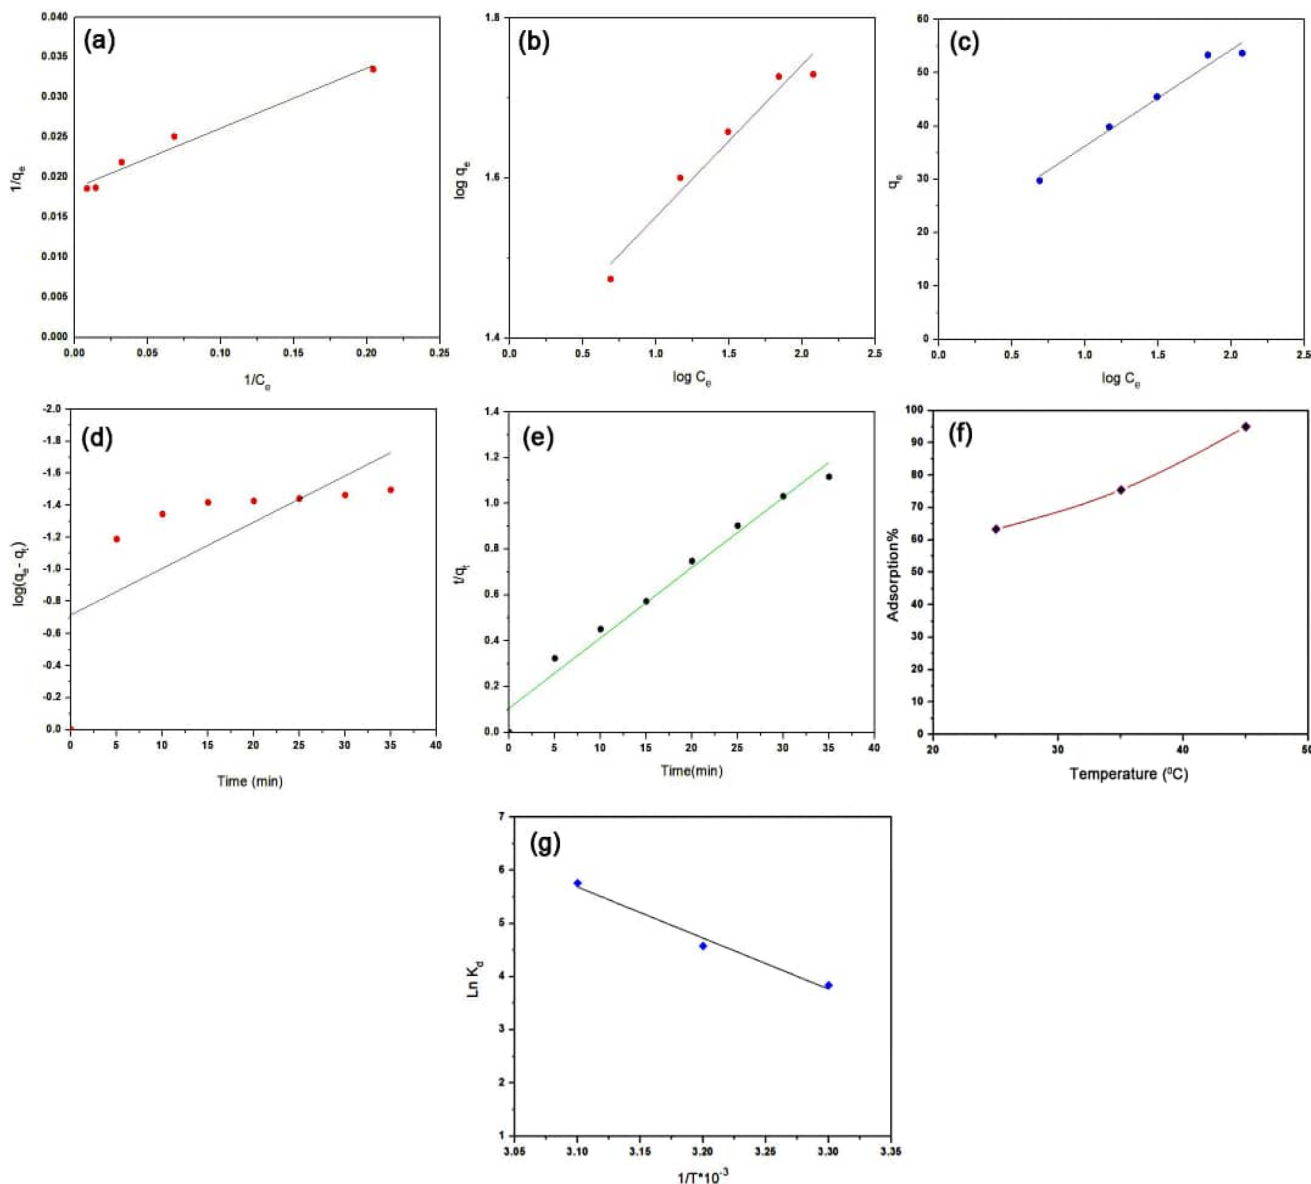 (a)
0.040
0.035
0.030
0.025
0.020
0.015
0.010
0.005
0.000
1/qe
0.00 0.05 0.10 0.15 0.20 0.25
1/Ce
(b)
1.8
1.6
1.4
log qe
0.0 0.5 1.0 1.5 2.0 2.5
log Ce
(c)
60
50
40
30
20
10
0
qe
0.0 0.5 1.0 1.5 2.0 2.5
log Ce
(d)
-2.0
-1.8
-1.6
-1.4
-1.2
-1.0
-0.8
-0.6
-0.4
-0.2
0.0
log(qe- qt)
0 5 10 15 20 25 30 35 40
Time (min)
(e)
1.4
1.2
1.0
0.8
0.6
0.4
0.2
0.0
t/qt
0 5 10 15 20 25 30 35 40
Time(min)
(f)
100
90
80
70
60
50
40
30
20
10
0
Adsorption%
20 30 40 50
Temperature (⁰C)
(g)
7
6
5
4
3
2
1
Ln Kd
3.05 3.10 3.15 3.20 3.25 3.30 3.35
1/T*10⁻³